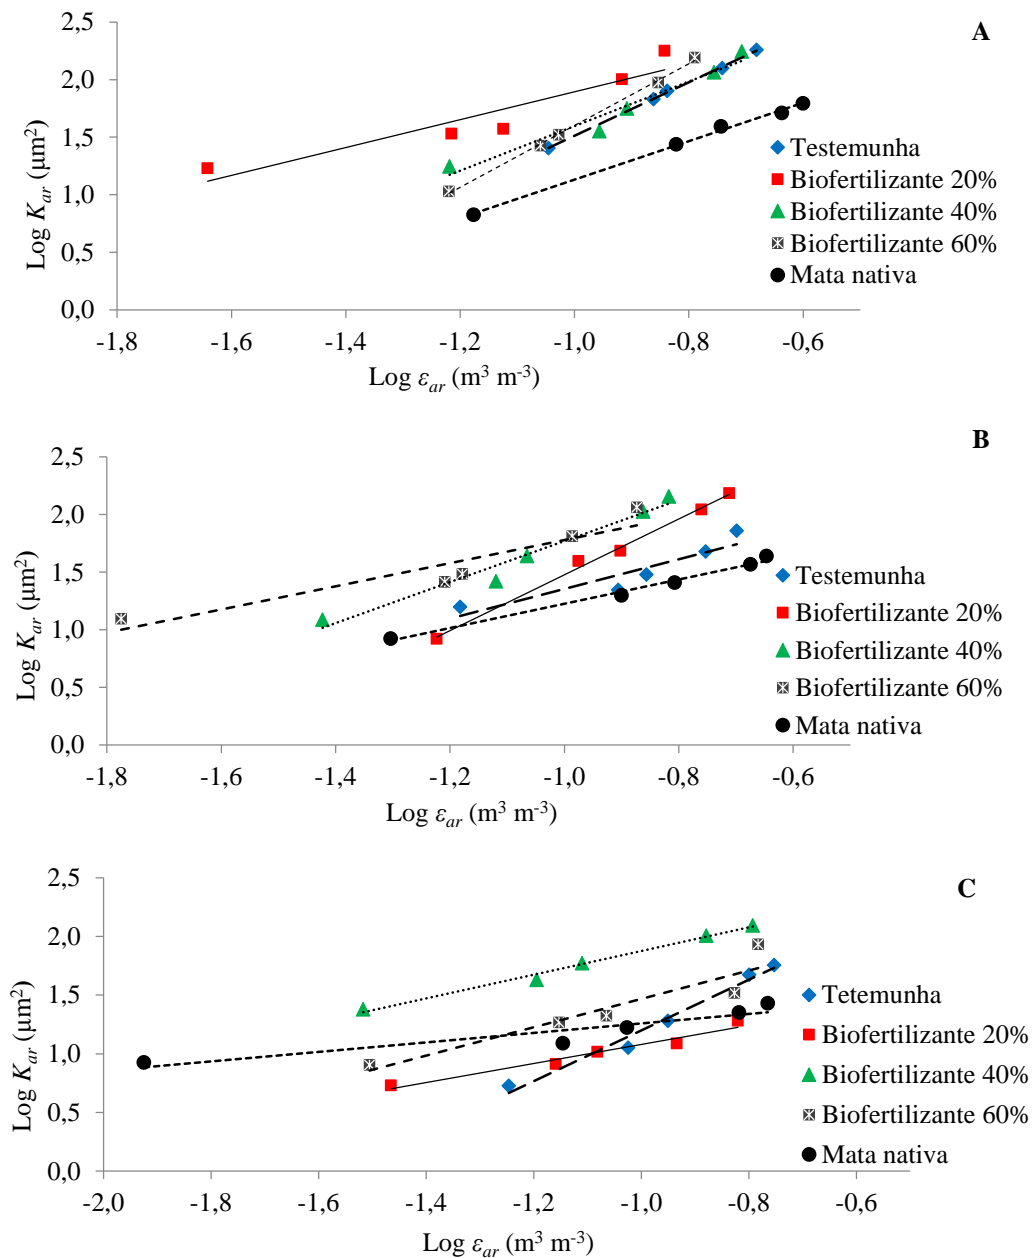 A
2,5
2,0
1,5
1,0
0,5
0,0
Log Kar (µm²)
-1,8
-1,6
-1,4
-1,2
-1,0
-0,8
-0,6
Log εar (m³ m⁻³)
Testemunha
Biofertilizante 20%
Biofertilizante 40%
Biofertilizante 60%
Mata nativa
B
2,5
2,0
1,5
1,0
0,5
0,0
Log Kar (µm²)
-1,8
-1,6
-1,4
-1,2
-1,0
-0,8
-0,6
Log εar (m³ m⁻³)
Testemunha
Biofertilizante 20%
Biofertilizante 40%
Biofertilizante 60%
Mata nativa
C
2,5
2,0
1,5
1,0
0,5
0,0
Log Kar (µm²)
-2,0
-1,8
-1,6
-1,4
-1,2
-1,0
-0,8
-0,6
Log εar (m³ m⁻³)
Tetemunha
Biofertilizante 20%
Biofertilizante 40%
Biofertilizante 60%
Mata nativa